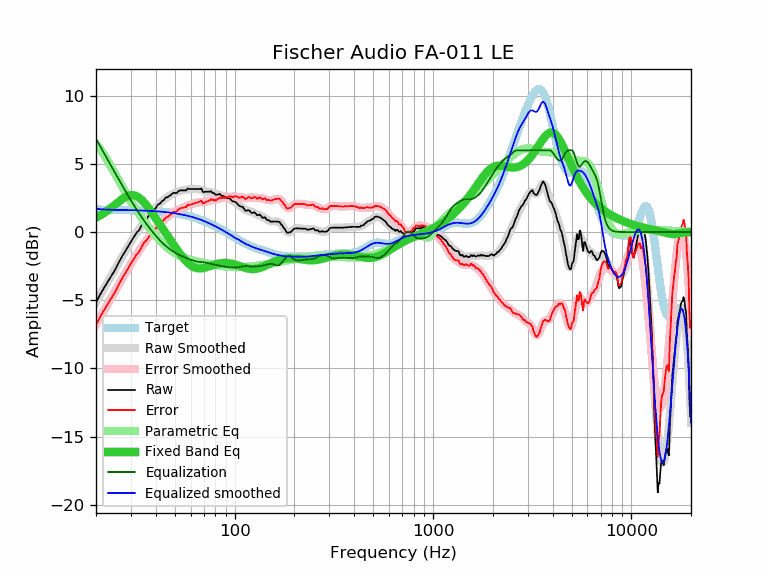 Fischer Audio FA-011 LE
10
5
0
−5
−10
−15
−20
Amplitude (dBr)
Target
Raw Smoothed
Error Smoothed
Raw
Error
Parametric Eq
Fixed Band Eq
Equalization
Equalized smoothed
100
1000
10000
Frequency (Hz)